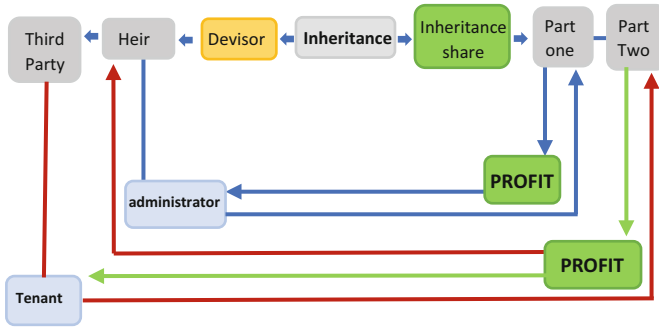 Third
Party
Heir
Devisor
Inheritance
Inheritance
share
Part
one
Part
Two
PROFIT
administrator
PROFIT
Tenant